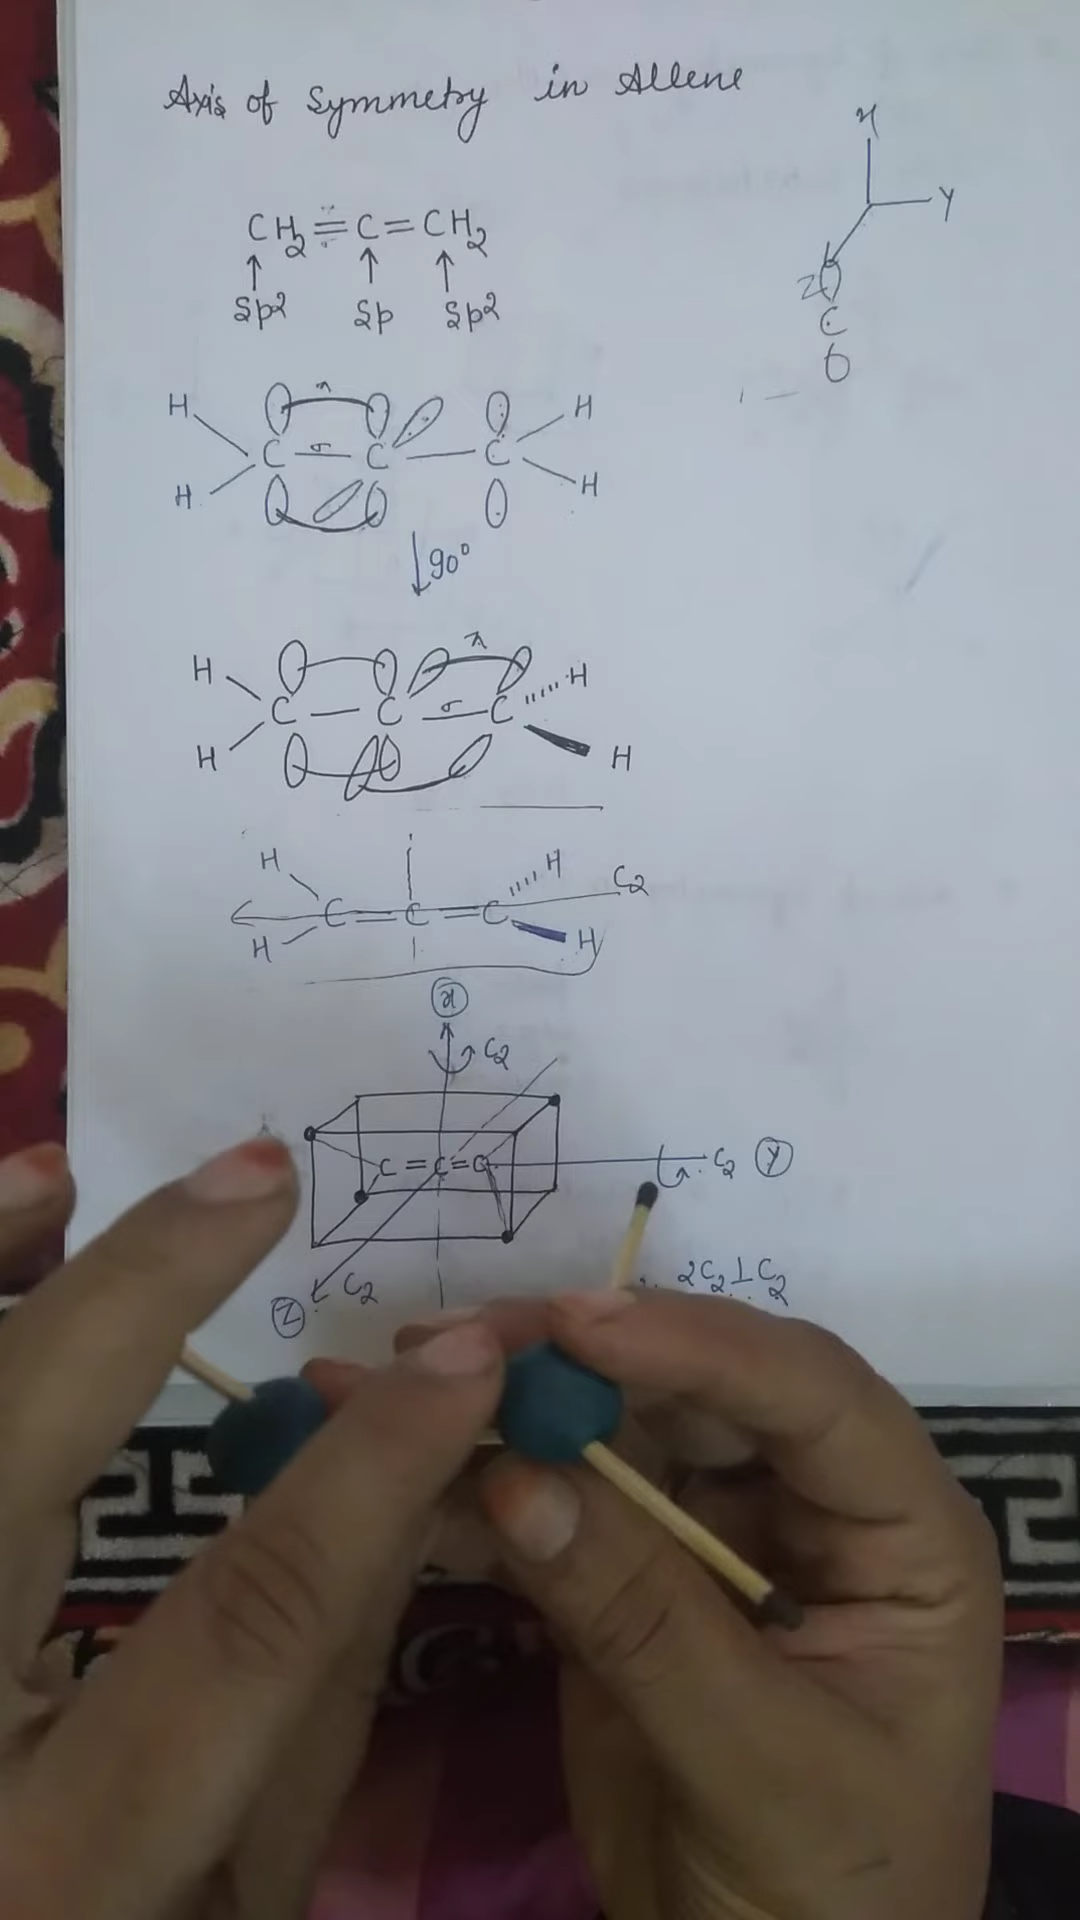 Axis of Symmetry in Allene
x
Y
Z
C
CH2=C=CH2
Sp2 Sp Sp2
H π H
C σ C C
H H
90°
H π H
C C σ C
H H
H H C2
C=C=C
H H
x
C2
C=C=C C2 Y
Z C2 2C2⊥C2